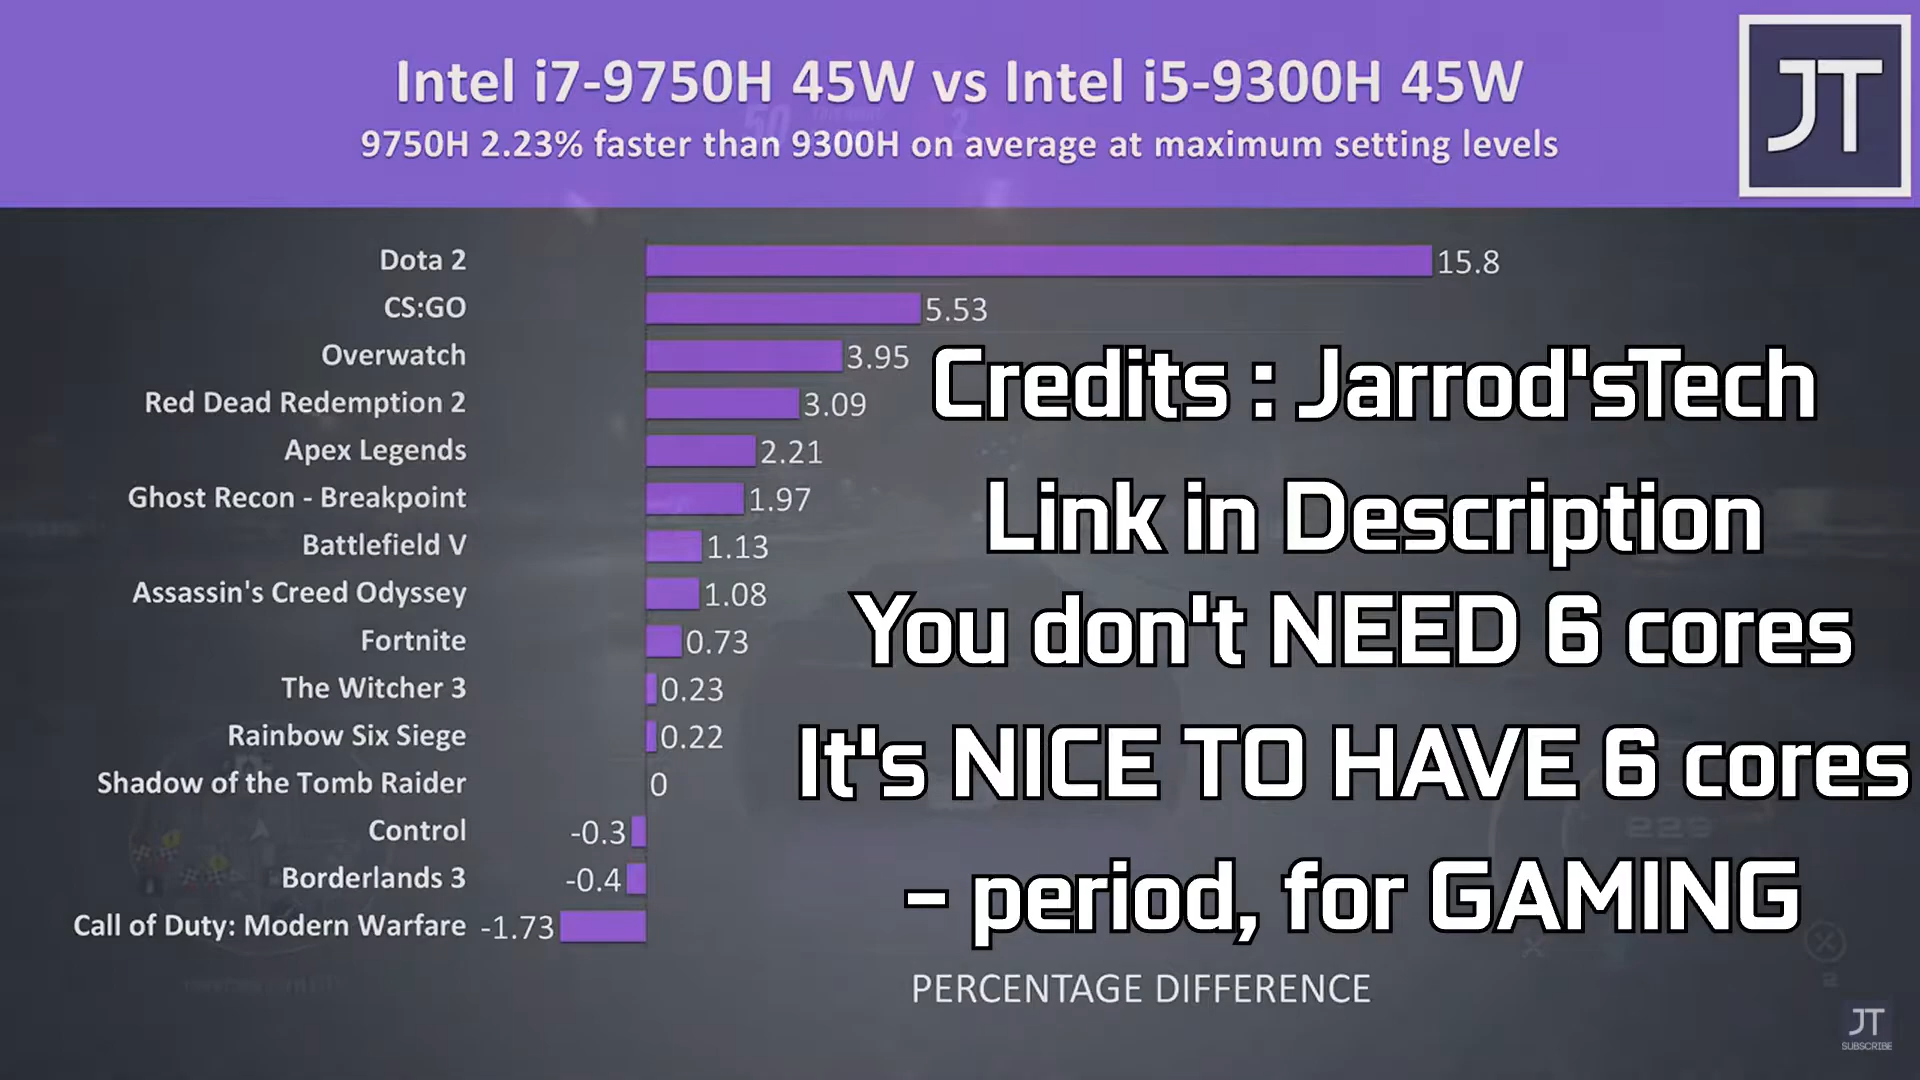 Intel i7-9750H 45W vs Intel i5-9300H 45W
9750H 2.23% faster than 9300H on average at maximum setting levels
JT
Dota 2 15.8
CS:GO 5.53
Overwatch 3.95
Red Dead Redemption 2 3.09
Apex Legends 2.21
Ghost Recon - Breakpoint 1.97
Battlefield V 1.13
Assassin's Creed Odyssey 1.08
Fortnite 0.73
The Witcher 3 0.23
Rainbow Six Siege 0.22
Shadow of the Tomb Raider 0
Control -0.3
Borderlands 3 -0.4
Call of Duty: Modern Warfare -1.73
Credits : Jarrod'sTech
Link in Description
You don't NEED 6 cores
It's NICE TO HAVE 6 cores
– period, for GAMING
PERCENTAGE DIFFERENCE
JT
SUBSCRIBE